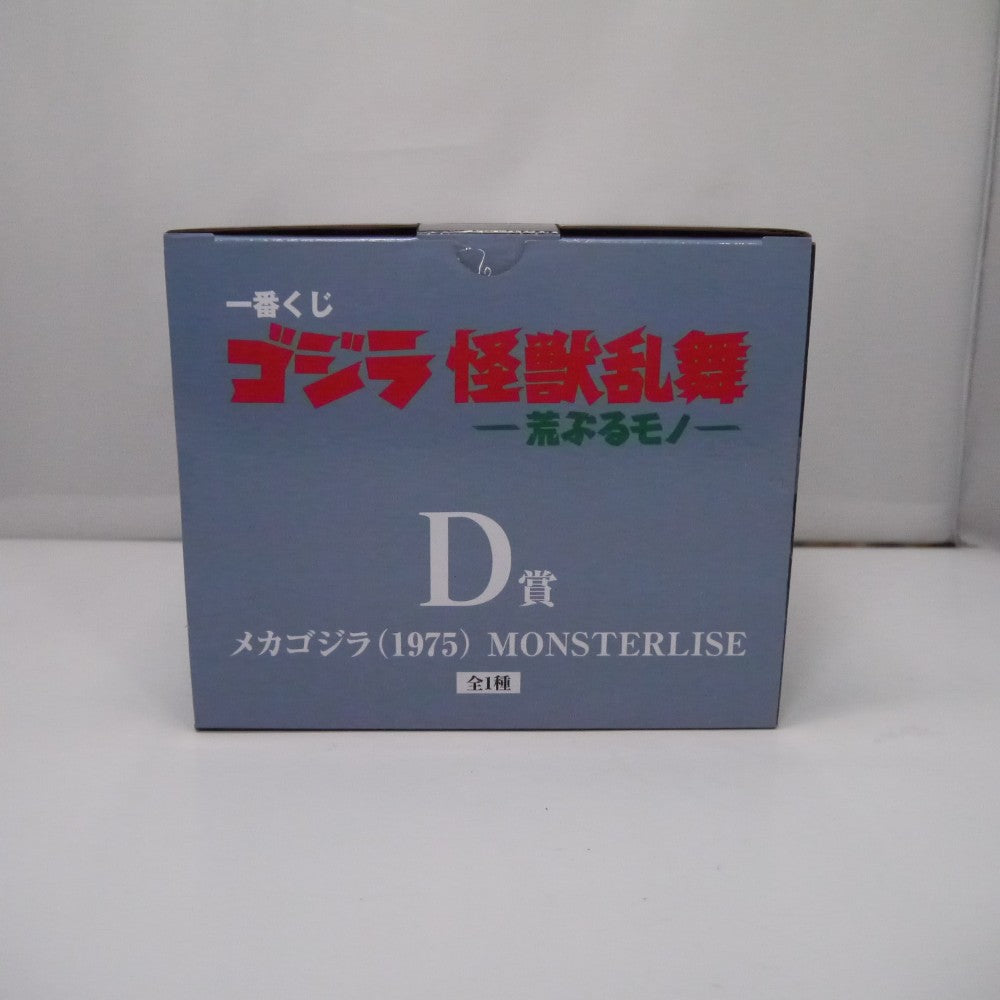 一番くじ
ゴジラ 怪獣乱舞
―荒ぶるモノ―
D賞
メカゴジラ(1975) MONSTERLISE
全1種